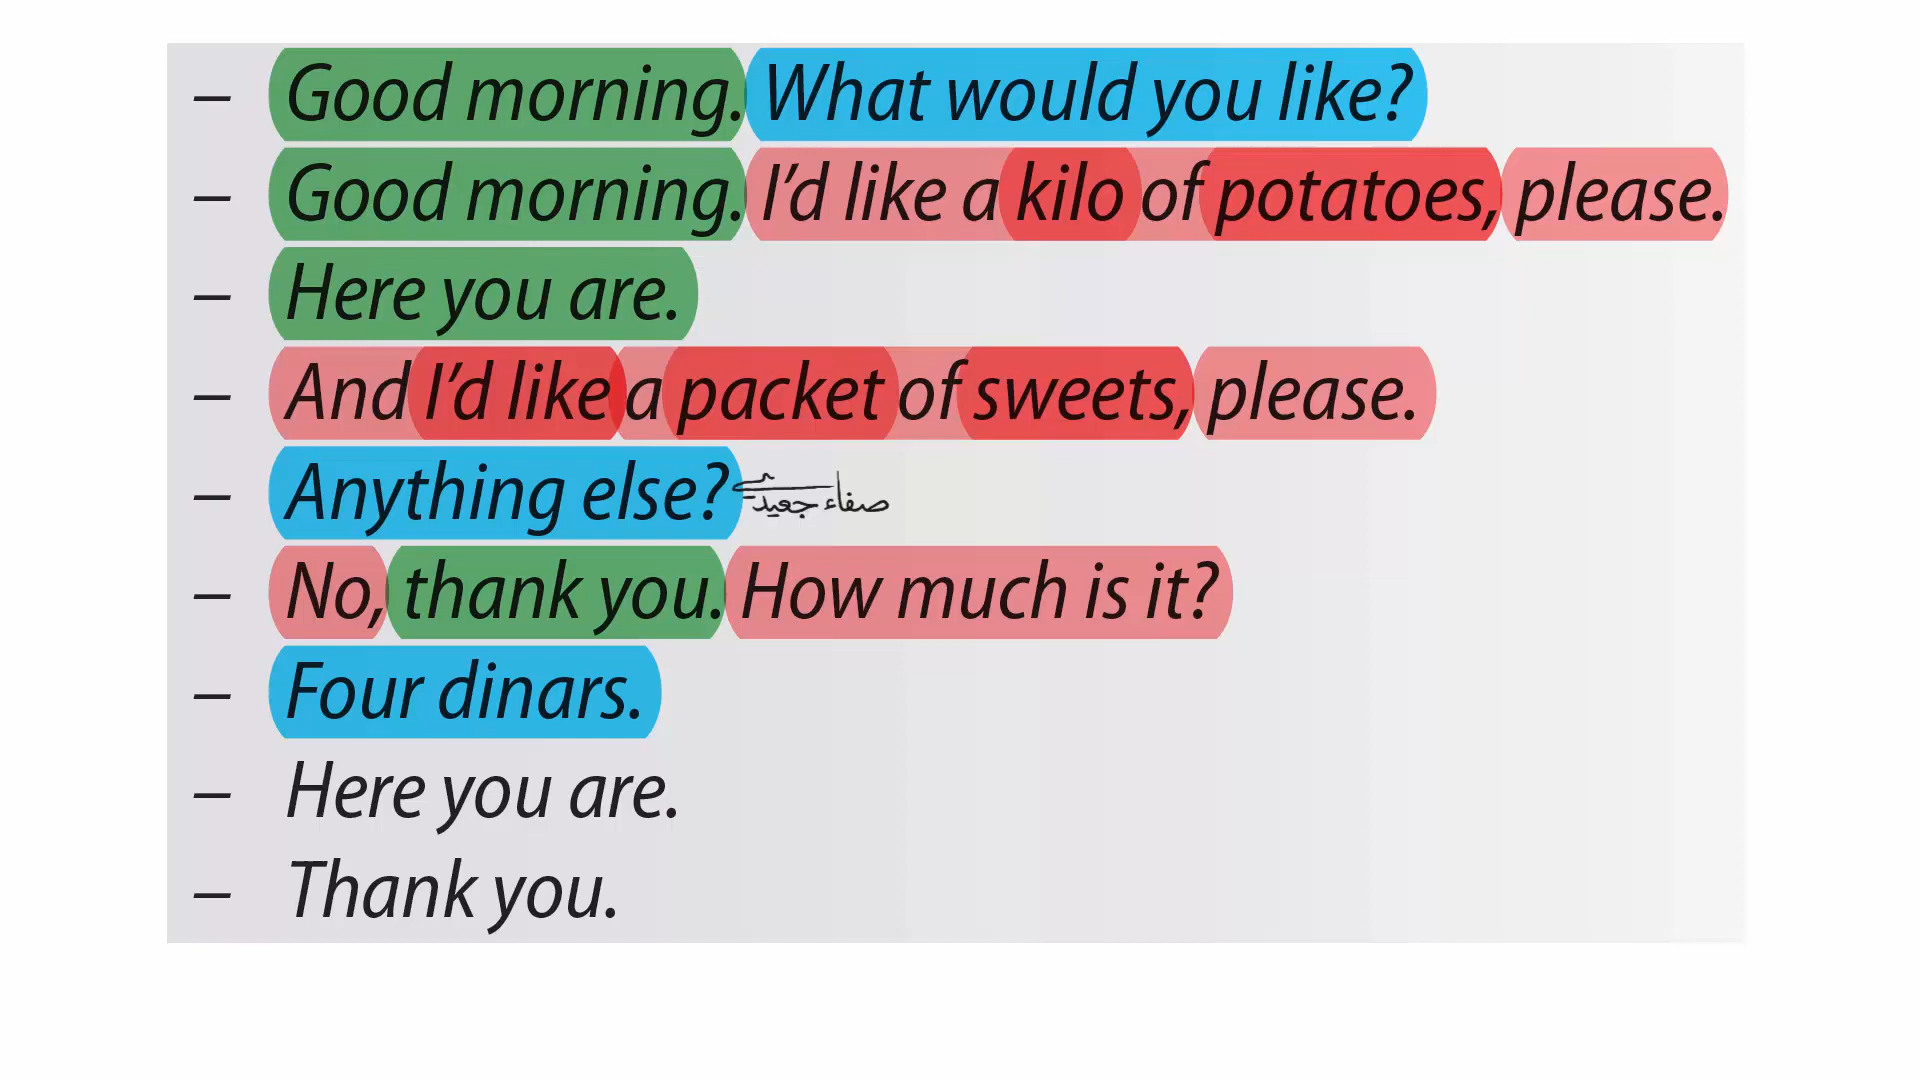 – Good morning. What would you like?
– Good morning. I’d like a kilo of potatoes, please.
– Here you are.
– And I’d like a packet of sweets, please.
– Anything else?
صفاء جعيدي
– No, thank you. How much is it?
– Four dinars.
– Here you are.
– Thank you.